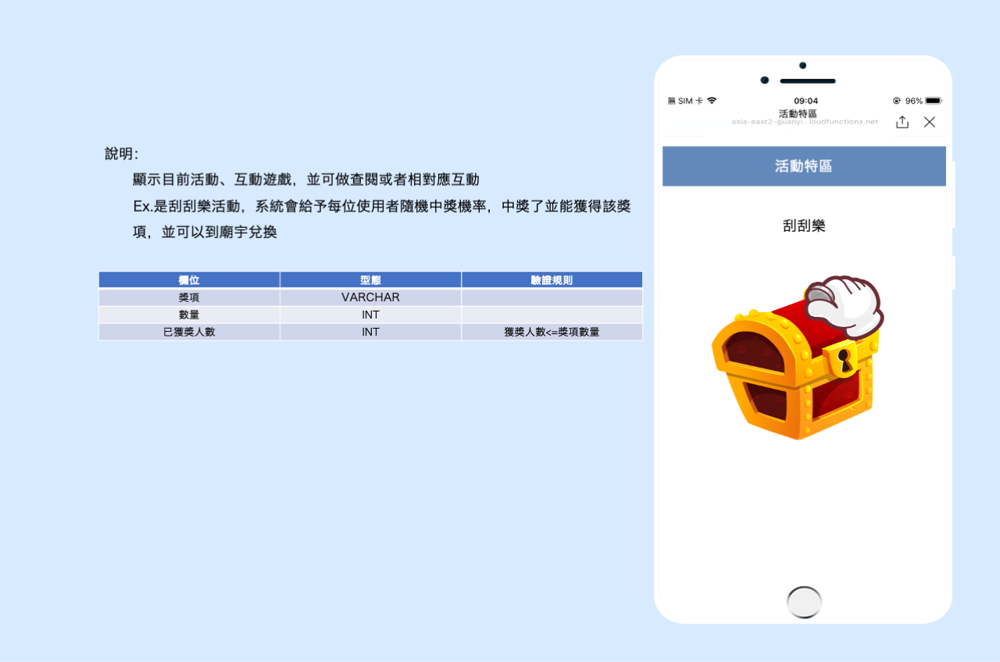 說明：
顯示目前活動、互動遊戲，並可做查閱或者相對應互動
Ex.是刮刮樂活動，系統會給予每位使用者隨機中獎機率，中獎了並能獲得該獎
項，並可以到廟宇兌換
欄位 型態 驗證規則
獎項 VARCHAR
數量 INT
已獲獎人數 INT 獲獎人數<=獎項數量
無 SIM 卡 09:04 96%
活動特區
asia-east2-guanyi...loudfunctions.net
活動特區
刮刮樂